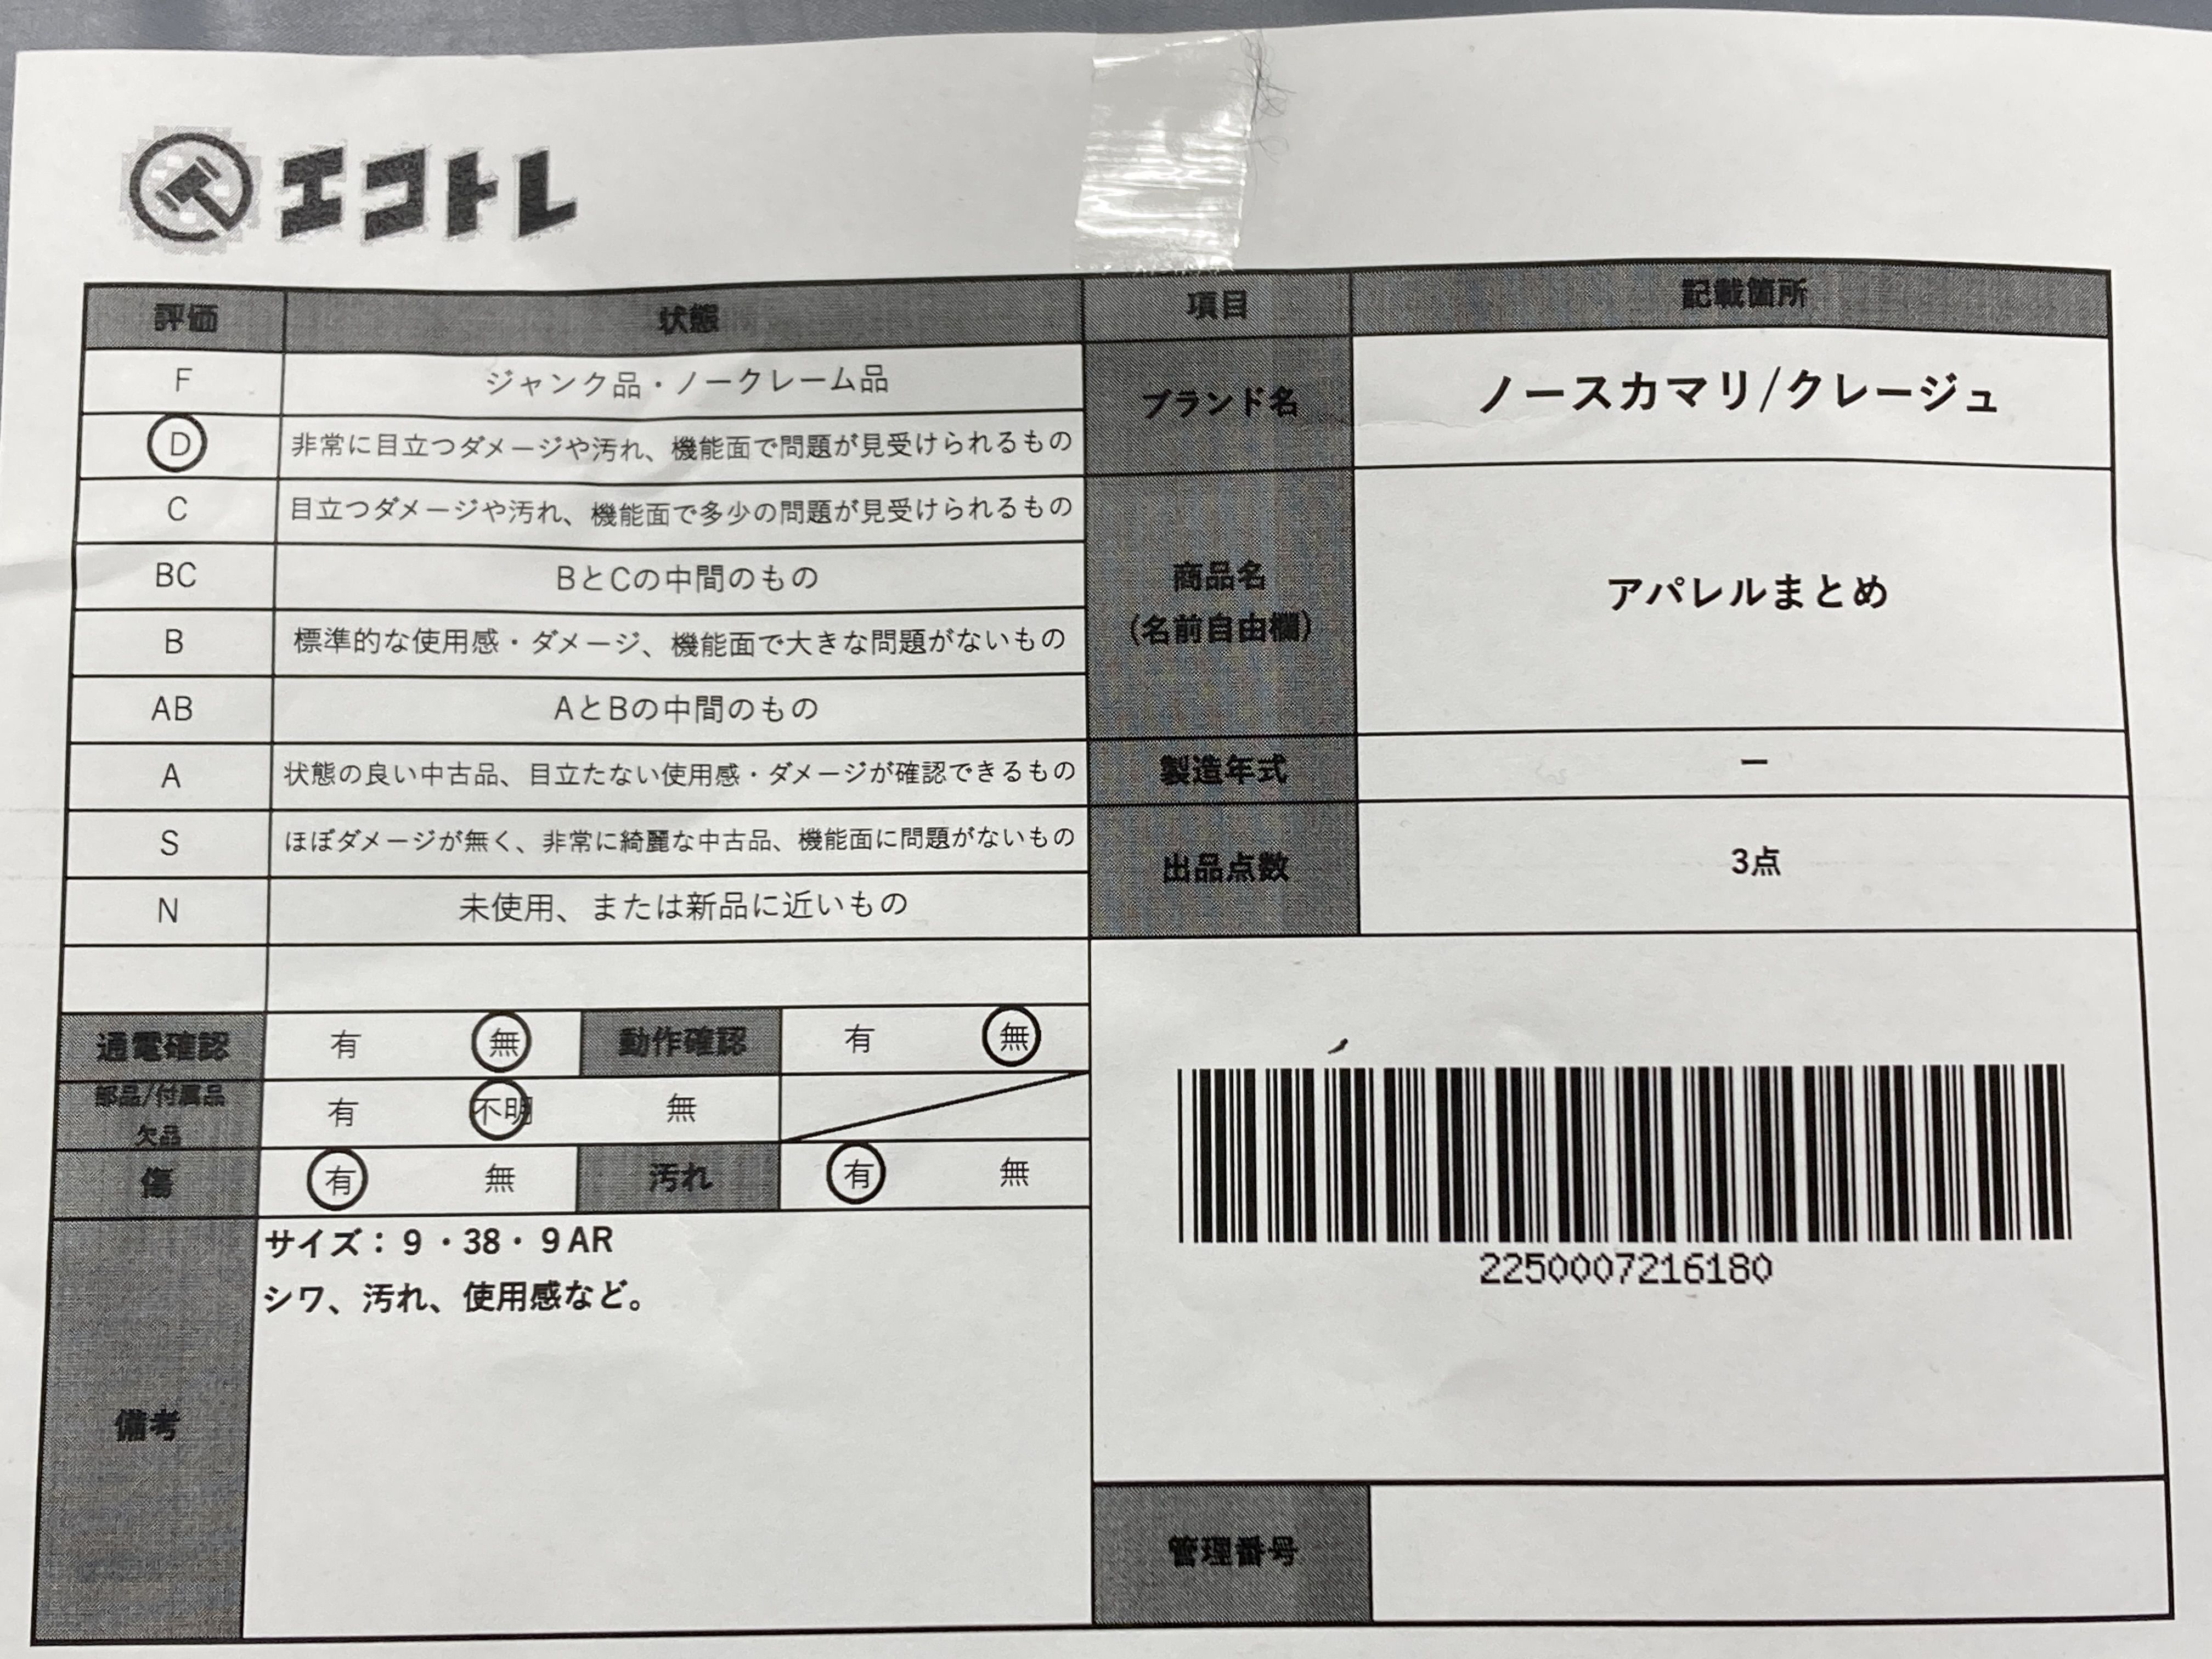 エコトレ
評価 状態 項目 記載箇所
F ジャンク品・ノークレーム品
D 非常に目立つダメージや汚れ、機能面で問題が見受けられるもの
ブランド名 ノースカマリ/クレージュ
C 目立つダメージや汚れ、機能面で多少の問題が見受けられるもの
BC BとCの中間のもの
商品名
(名前自由欄)
アパレルまとめ
B 標準的な使用感・ダメージ、機能面で大きな問題がないもの
AB AとBの中間のもの
A 状態の良い中古品、目立たない使用感・ダメージが確認できるもの
製造年式 ー
S ほぼダメージが無く、非常に綺麗な中古品、機能面に問題がないもの
出品点数 3点
N 未使用、または新品に近いもの
通電確認 有 無 動作確認 有 無
部品/付属品
欠品
有 不明 無
傷 有 無 汚れ 有 無
備考
サイズ：９・38・９AR
シワ、汚れ、使用感など。
2250007216180
管理番号